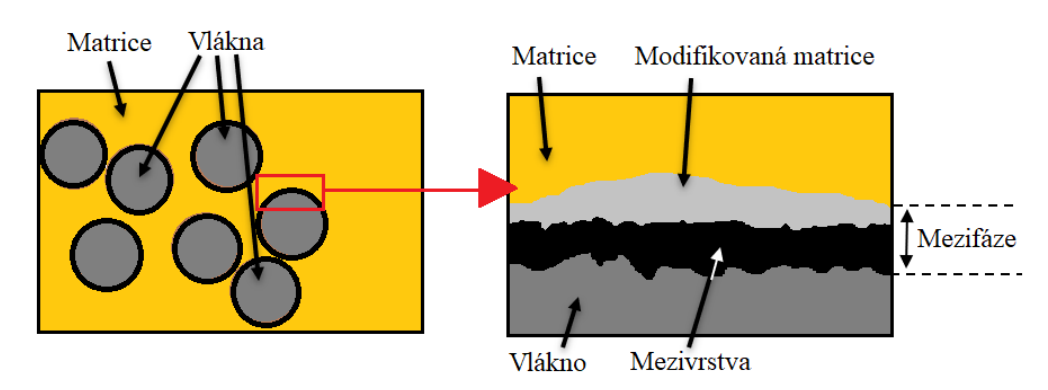 Matrice
Vlákna
Matrice
Modifikovaná matrice
Mezifáze
Vlákno
Mezivrstva